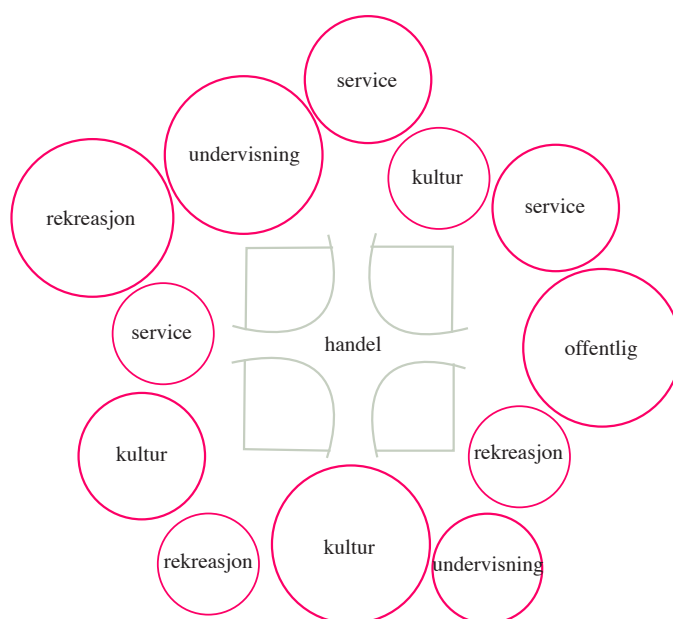 service
undervisning
kultur
service
rekreasjon
service
handel
offentlig
kultur
rekreasjon
rekreasjon
kultur
undervisning